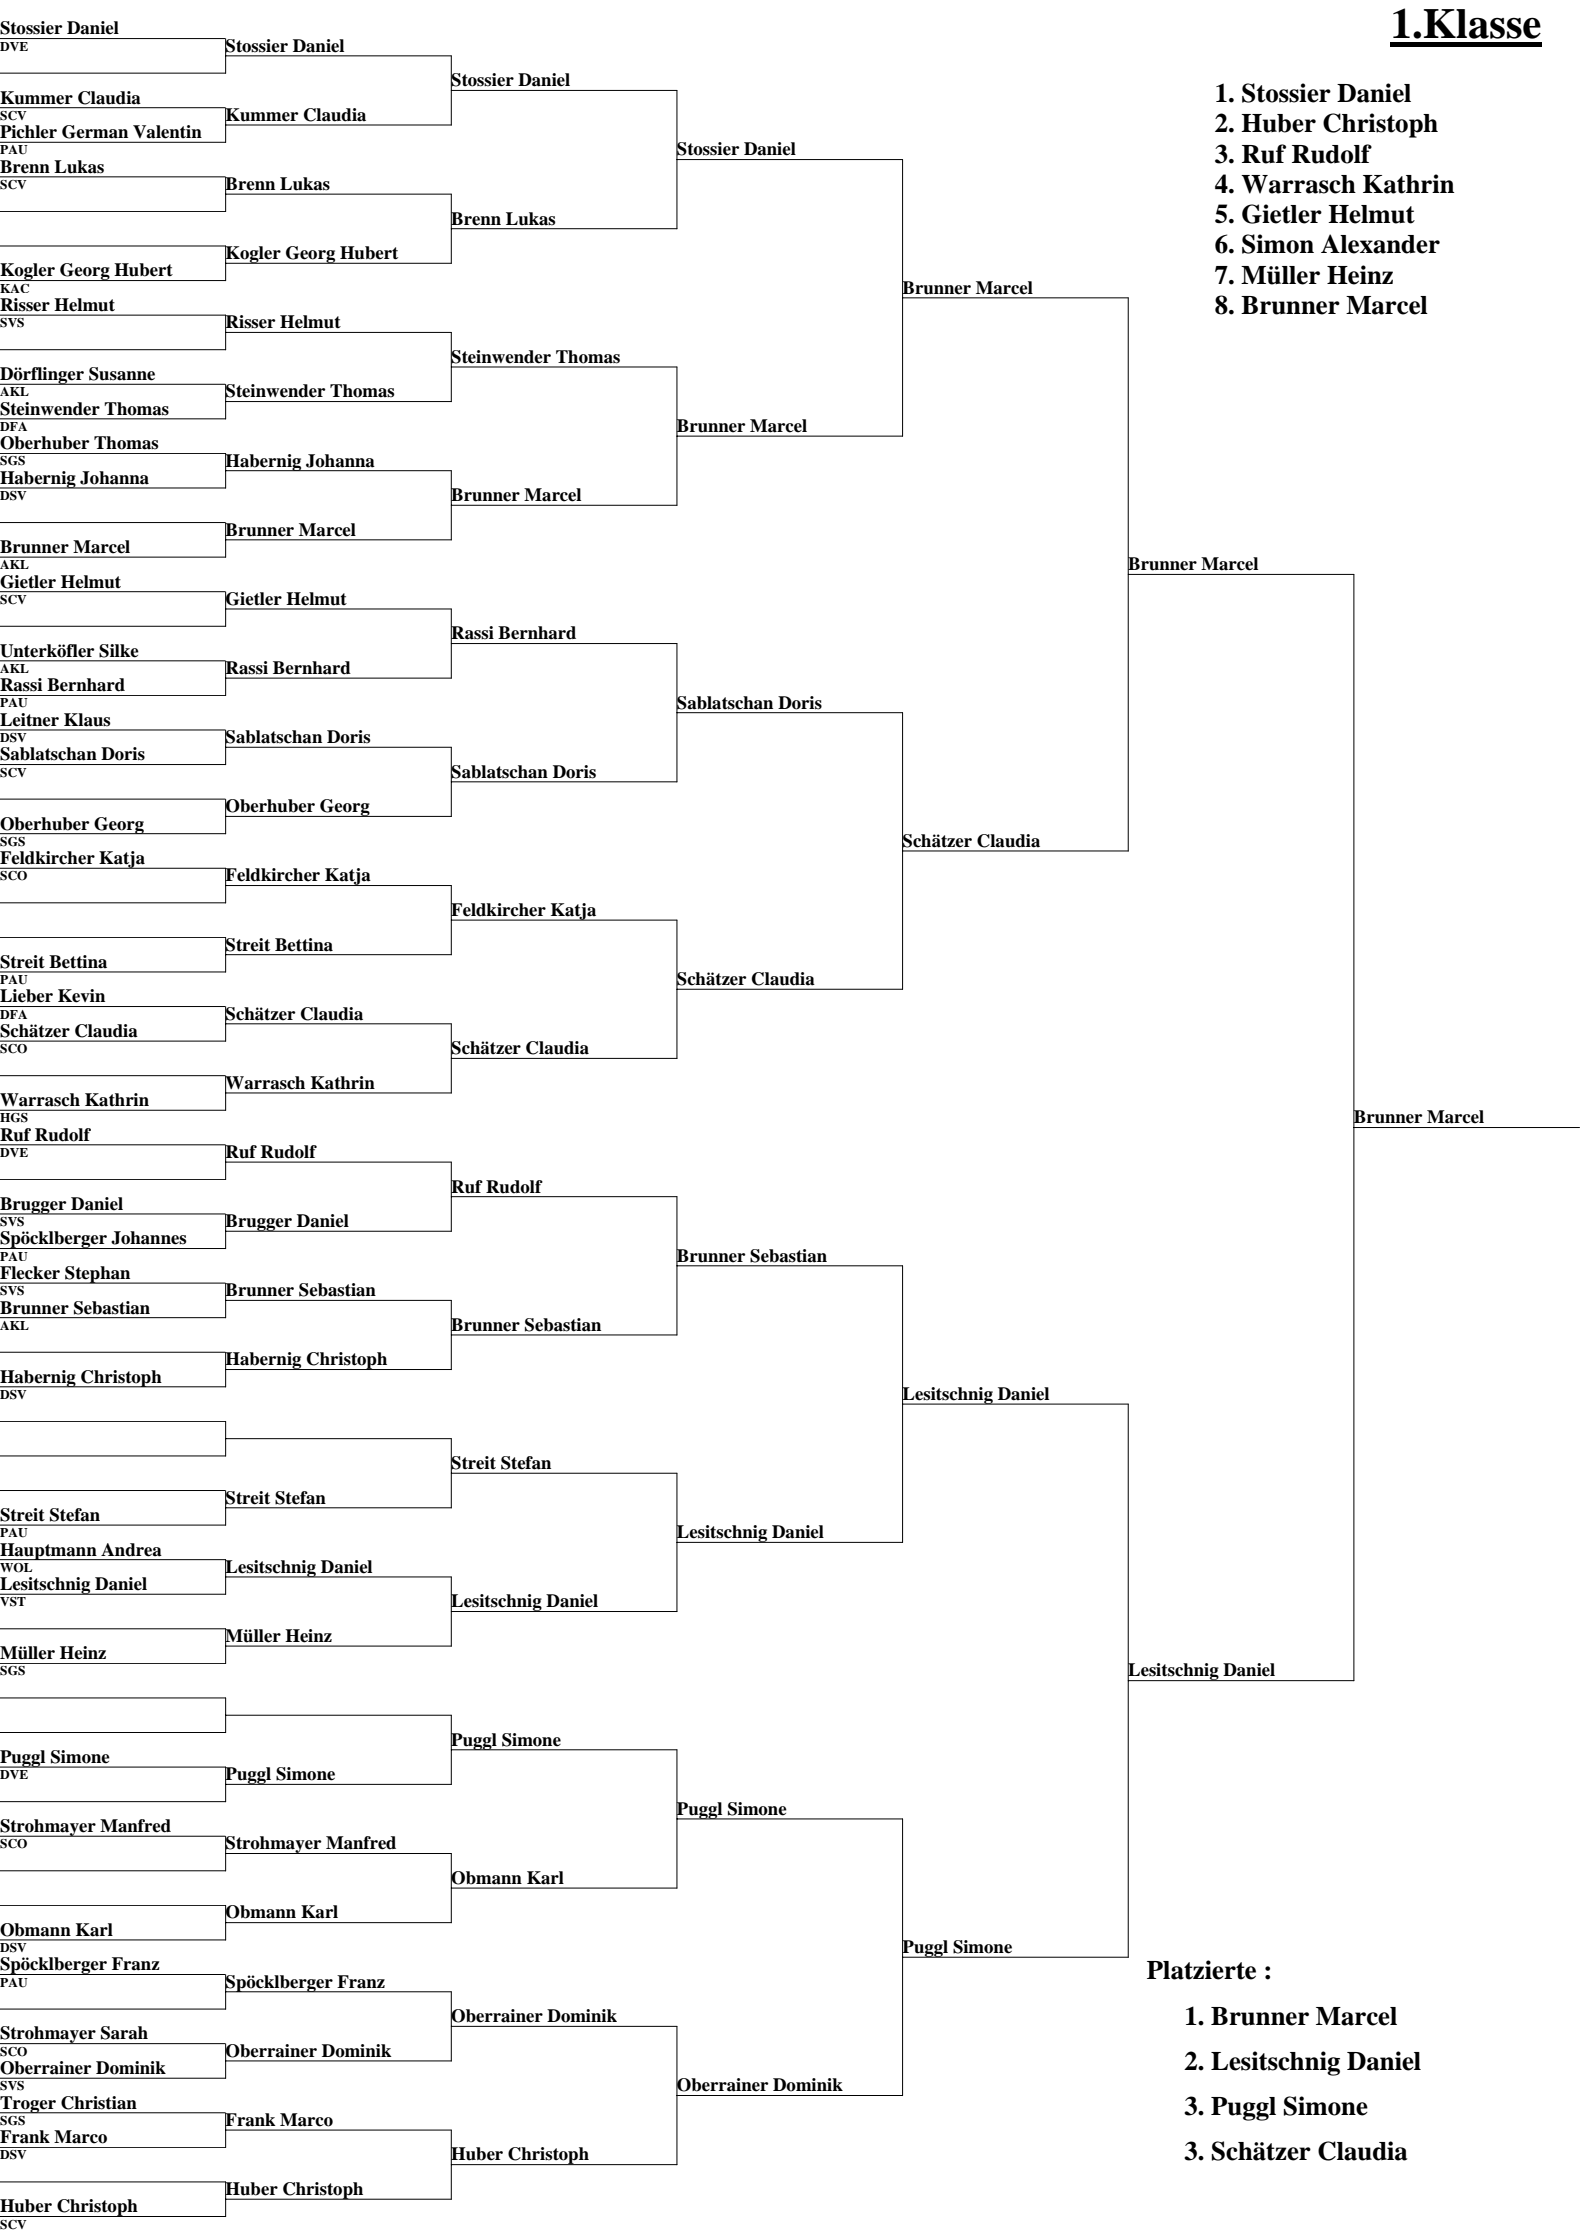 1.Klasse
1. Stossier Daniel
2. Huber Christoph
3. Ruf Rudolf
4. Warrasch Kathrin
5. Gietler Helmut
6. Simon Alexander
7. Müller Heinz
8. Brunner Marcel
Stossier Daniel
DVE
Kummer Claudia
SCV
Pichler German Valentin
PAU
Brenn Lukas
SCV
Kogler Georg Hubert
KAC
Risser Helmut
SVS
Dörflinger Susanne
AKL
Steinwender Thomas
DFA
Oberhuber Thomas
SGS
Habernig Johanna
DSV
Brunner Marcel
AKL
Gietler Helmut
SCV
Unterköfler Silke
AKL
Rassi Bernhard
PAU
Leitner Klaus
DSV
Sablatschan Doris
SCV
Oberhuber Georg
SGS
Feldkircher Katja
SCO
Streit Bettina
PAU
Lieber Kevin
DFA
Schätzer Claudia
SCO
Warrasch Kathrin
HGS
Ruf Rudolf
DVE
Brugger Daniel
SVS
Spöcklberger Johannes
PAU
Flecker Stephan
SVS
Brunner Sebastian
AKL
Habernig Christoph
DSV
Streit Stefan
PAU
Hauptmann Andrea
WOL
Lesitschnig Daniel
VST
Müller Heinz
SGS
Puggl Simone
DVE
Strohmayer Manfred
SCO
Obmann Karl
DSV
Spöcklberger Franz
PAU
Strohmayer Sarah
SCO
Oberrainer Dominik
SVS
Troger Christian
SGS
Frank Marco
DSV
Huber Christoph
SCV
Stossier Daniel
Kummer Claudia
Brenn Lukas
Kogler Georg Hubert
Risser Helmut
Steinwender Thomas
Habernig Johanna
Brunner Marcel
Gietler Helmut
Rassi Bernhard
Sablatschan Doris
Oberhuber Georg
Feldkircher Katja
Streit Bettina
Schätzer Claudia
Warrasch Kathrin
Ruf Rudolf
Brugger Daniel
Brunner Sebastian
Habernig Christoph
Streit Stefan
Lesitschnig Daniel
Müller Heinz
Puggl Simone
Strohmayer Manfred
Obmann Karl
Spöcklberger Franz
Oberrainer Dominik
Frank Marco
Huber Christoph
Stossier Daniel
Brenn Lukas
Steinwender Thomas
Brunner Marcel
Rassi Bernhard
Sablatschan Doris
Feldkircher Katja
Schätzer Claudia
Ruf Rudolf
Brunner Sebastian
Streit Stefan
Lesitschnig Daniel
Puggl Simone
Obmann Karl
Oberrainer Dominik
Huber Christoph
Stossier Daniel
Brunner Marcel
Sablatschan Doris
Schätzer Claudia
Brunner Sebastian
Lesitschnig Daniel
Puggl Simone
Oberrainer Dominik
Brunner Marcel
Schätzer Claudia
Lesitschnig Daniel
Puggl Simone
Brunner Marcel
Lesitschnig Daniel
Brunner Marcel
Platzierte :
1. Brunner Marcel
2. Lesitschnig Daniel
3. Puggl Simone
3. Schätzer Claudia